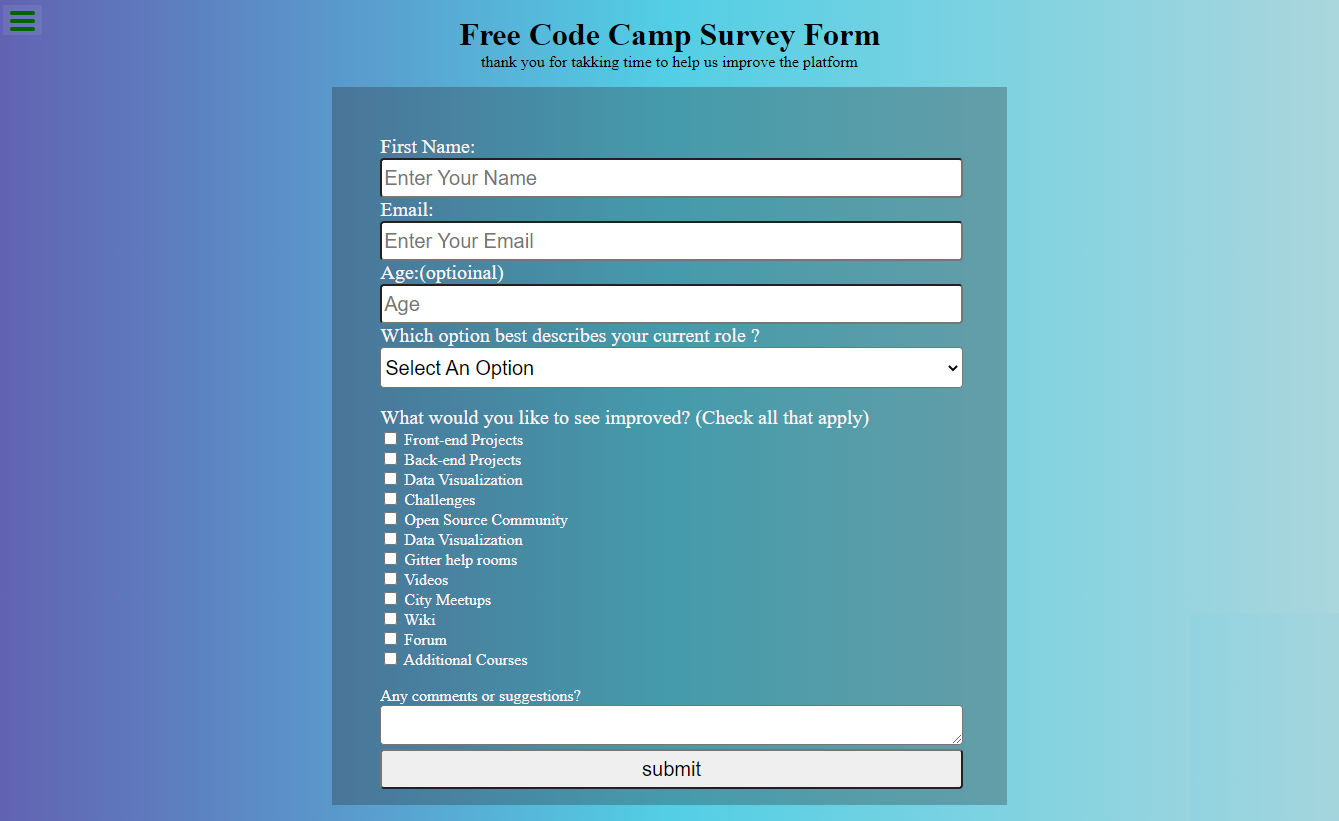 Free Code Camp Survey Form
thank you for takking time to help us improve the platform
First Name:
Enter Your Name
Email:
Enter Your Email
Age:(optioinal)
Age
Which option best describes your current role ?
Select An Option
What would you like to see improved? (Check all that apply)
Front-end Projects
Back-end Projects
Data Visualization
Challenges
Open Source Community
Data Visualization
Gitter help rooms
Videos
City Meetups
Wiki
Forum
Additional Courses
Any comments or suggestions?
submit